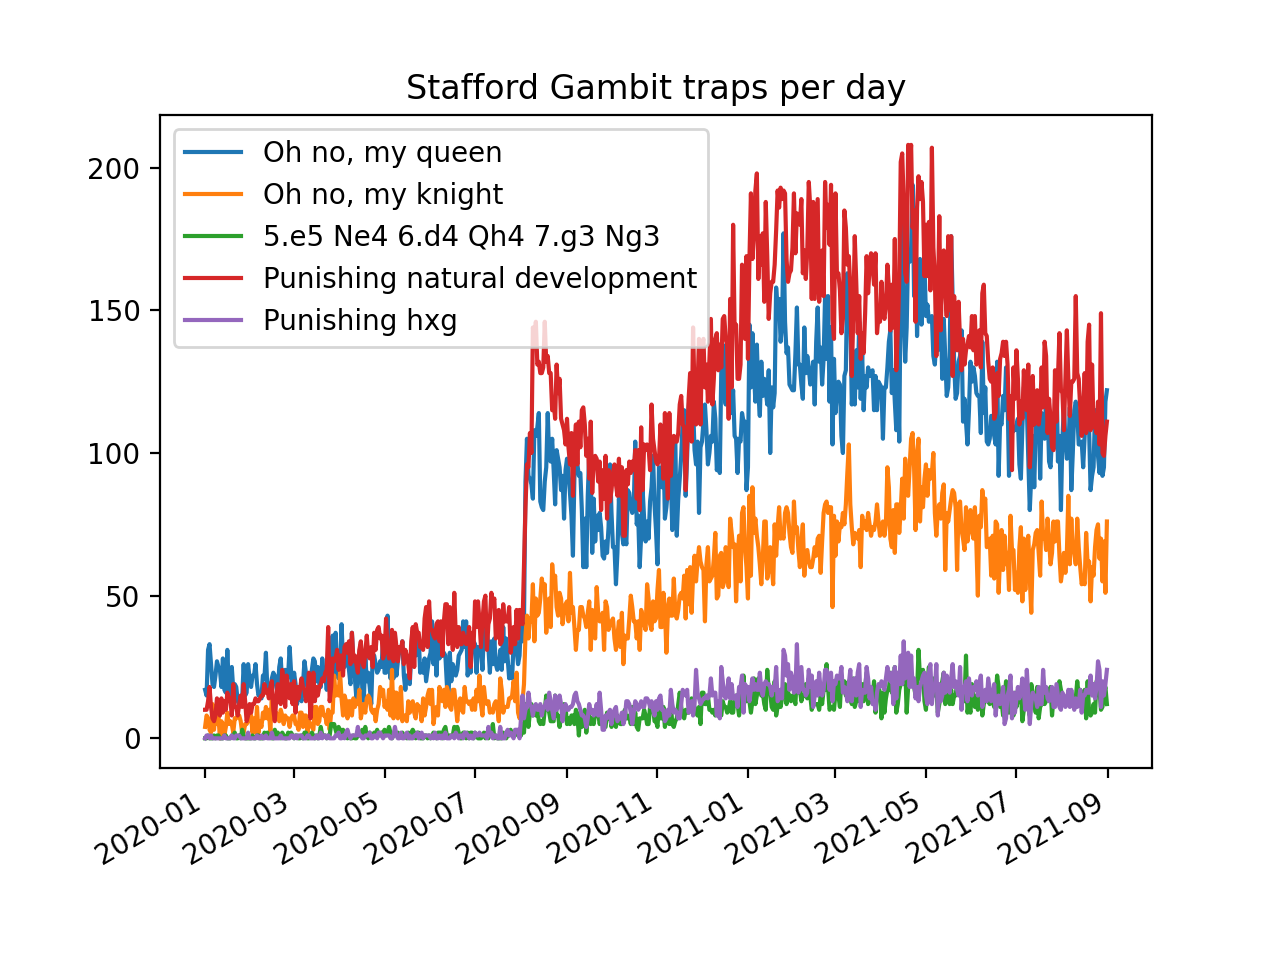 Stafford Gambit traps per day
Oh no, my queen
Oh no, my knight
5.e5 Ne4 6.d4 Qh4 7.g3 Ng3
Punishing natural development
Punishing hxg
200
150
100
50
0
2020-01
2020-03
2020-05
2020-07
2020-09
2020-11
2021-01
2021-03
2021-05
2021-07
2021-09